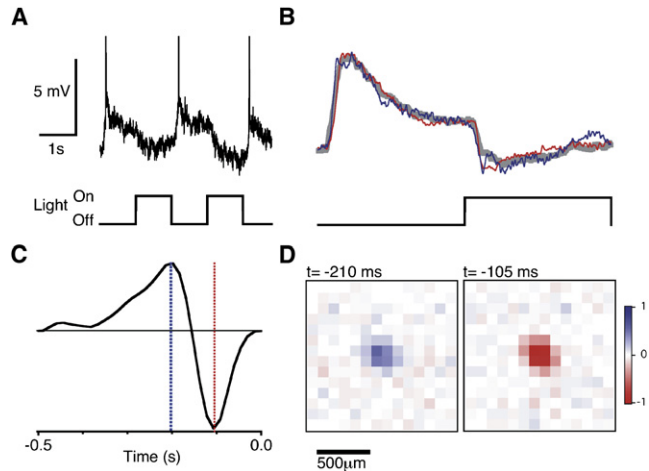 A
5 mV
1s
Light
On
Off
B
C
-0.5
0.0
Time (s)
D
t= -210 ms
t= -105 ms
1
0
-1
500µm